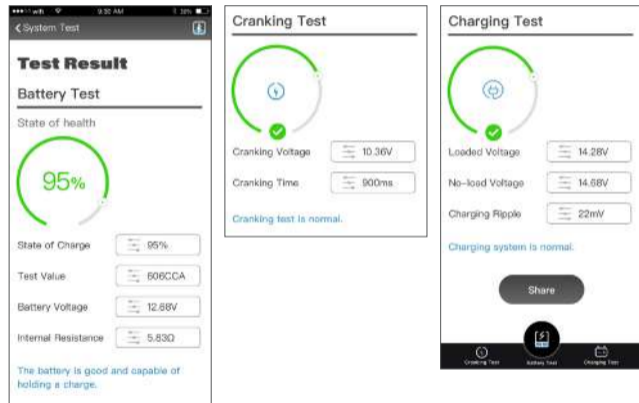 9:30 AM
System Test
Test Result
Battery Test
State of health
95%
State of Charge 95%
Test Value 606CCA
Battery Voltage 12.68V
Internal Resistance 5.83Ω
The battery is good and capable of
holding a charge.
Cranking Test
Cranking Voltage 10.36V
Cranking Time 900ms
Cranking test is normal.
Charging Test
Loaded Voltage 14.28V
No-load Voltage 14.68V
Charging Ripple 22mV
Charging system is normal.
Share
Cranking Test Battery Test Charging Test